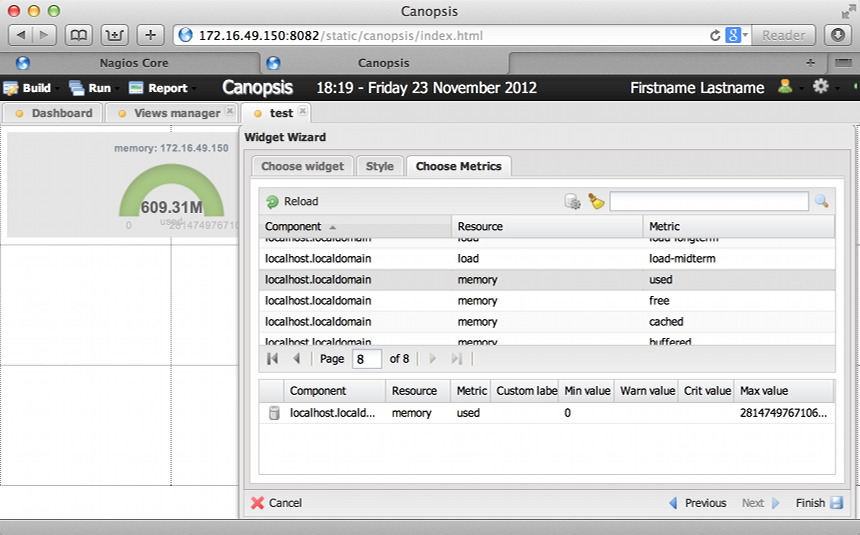 Canopsis
172.16.49.150:8082/static/canopsis/index.html
Reader
Nagios Core
Canopsis
Build
Run
Report
Canopsis
18:19 - Friday 23 November 2012
Firstname Lastname
Dashboard
Views manager
test
Widget Wizard
memory: 172.16.49.150
609.31M
used
0
281474976710
Choose widget
Style
Choose Metrics
Reload
Component Resource Metric
localhost.localdomain load load-longterm
localhost.localdomain load load-midterm
localhost.localdomain memory used
localhost.localdomain memory free
localhost.localdomain memory cached
localhost.localdomain memory buffered
Page 8 of 8
Component Resource Metric Custom labe Min value Warn value Crit value Max value
localhost.locald... memory used 0 2814749767106...
Cancel
Previous
Next
Finish